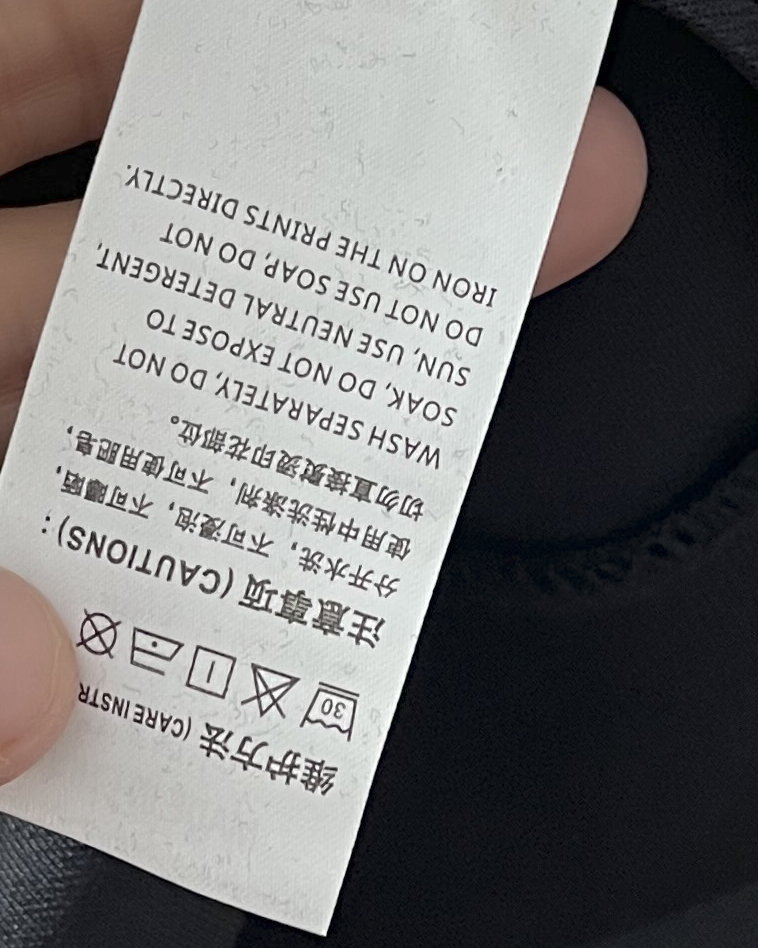 维护方法 (CARE INSTR
30
注意事项 (CAUTIONS) :
分开水洗，不可浸泡，不可曝晒，
使用中性洗涤剂，不可使用肥皂，
切勿直接熨烫印花部位。
WASH SEPARATELY, DO NOT
SOAK, DO NOT EXPOSE TO
SUN, USE NEUTRAL DETERGENT,
DO NOT USE SOAP, DO NOT
IRON ON THE PRINTS DIRECTLY.